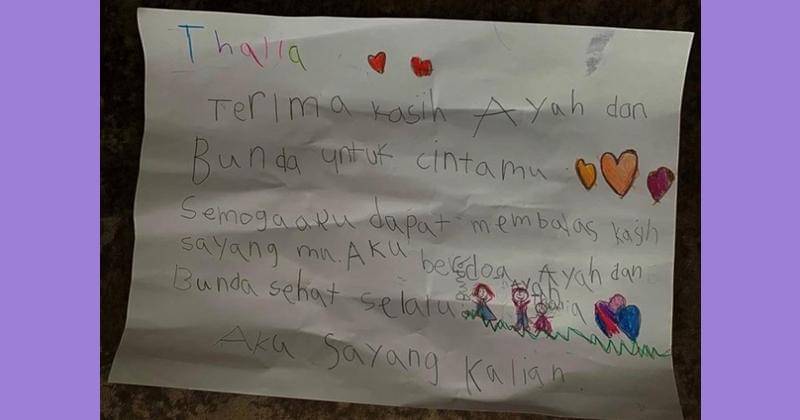 Thalia
Terima kasih Ayah dan
Bunda untuk cintamu
Semoga aku dapat membalas kasih
sayang mu. Aku berdoa Ayah dan
Bunda sehat selalu
Ayah
Aku Sayang Kalian